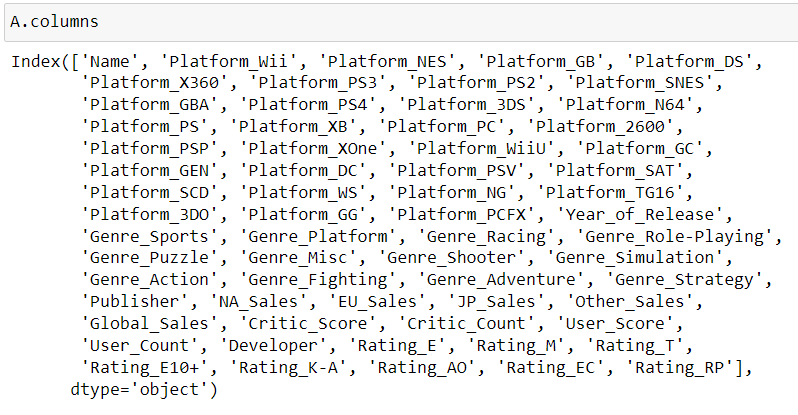 A.columns
Index(['Name', 'Platform_Wii', 'Platform_NES', 'Platform_GB', 'Platform_DS',
'Platform_X360', 'Platform_PS3', 'Platform_PS2', 'Platform_SNES',
'Platform_GBA', 'Platform_PS4', 'Platform_3DS', 'Platform_N64',
'Platform_PS', 'Platform_XB', 'Platform_PC', 'Platform_2600',
'Platform_PSP', 'Platform_XOne', 'Platform_WiiU', 'Platform_GC',
'Platform_GEN', 'Platform_DC', 'Platform_PSV', 'Platform_SAT',
'Platform_SCD', 'Platform_WS', 'Platform_NG', 'Platform_TG16',
'Platform_3DO', 'Platform_GG', 'Platform_PCFX', 'Year_of_Release',
'Genre_Sports', 'Genre_Platform', 'Genre_Racing', 'Genre_Role-Playing',
'Genre_Puzzle', 'Genre_Misc', 'Genre_Shooter', 'Genre_Simulation',
'Genre_Action', 'Genre_Fighting', 'Genre_Adventure', 'Genre_Strategy',
'Publisher', 'NA_Sales', 'EU_Sales', 'JP_Sales', 'Other_Sales',
'Global_Sales', 'Critic_Score', 'Critic_Count', 'User_Score',
'User_Count', 'Developer', 'Rating_E', 'Rating_M', 'Rating_T',
'Rating_E10+', 'Rating_K-A', 'Rating_AO', 'Rating_EC', 'Rating_RP'],
dtype='object')